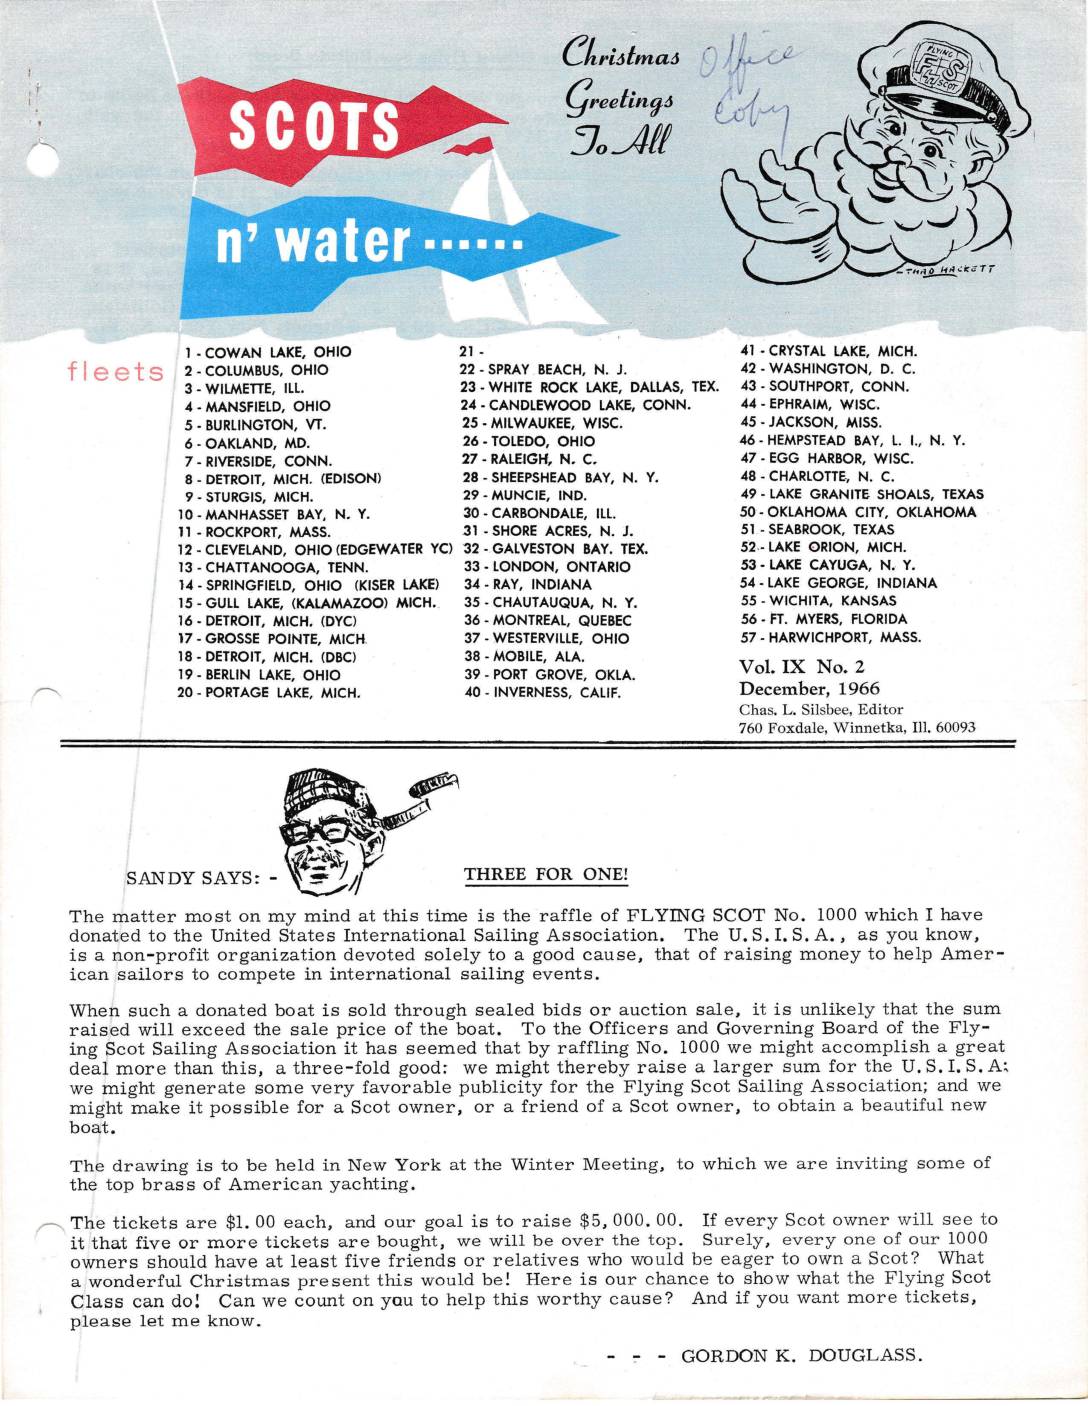 SCOTS
n' water ......
Christmas
Greetings
To All
Office
Copy
FLYING
FS
SCOT
-THAD HACKETT
fleets
1 - COWAN LAKE, OHIO
2 - COLUMBUS, OHIO
3 - WILMETTE, ILL.
4 - MANSFIELD, OHIO
5 - BURLINGTON, VT.
6 - OAKLAND, MD.
7 - RIVERSIDE, CONN.
8 - DETROIT, MICH. (EDISON)
9 - STURGIS, MICH.
10 - MANHASSET BAY, N. Y.
11 - ROCKPORT, MASS.
12 - CLEVELAND, OHIO (EDGEWATER YC)
13 - CHATTANOOGA, TENN.
14 - SPRINGFIELD, OHIO (KISER LAKE)
15 - GULL LAKE, (KALAMAZOO) MICH.
16 - DETROIT, MICH. (DYC)
17 - GROSSE POINTE, MICH
18 - DETROIT, MICH. (DBC)
19 - BERLIN LAKE, OHIO
20 - PORTAGE LAKE, MICH.
21 -
22 - SPRAY BEACH, N. J.
23 - WHITE ROCK LAKE, DALLAS, TEX.
24 - CANDLEWOOD LAKE, CONN.
25 - MILWAUKEE, WISC.
26 - TOLEDO, OHIO
27 - RALEIGH, N. C.
28 - SHEEPSHEAD BAY, N. Y.
29 - MUNCIE, IND.
30 - CARBONDALE, ILL.
31 - SHORE ACRES, N. J.
32 - GALVESTON BAY. TEX.
33 - LONDON, ONTARIO
34 - RAY, INDIANA
35 - CHAUTAUQUA, N. Y.
36 - MONTREAL, QUEBEC
37 - WESTERVILLE, OHIO
38 - MOBILE, ALA.
39 - PORT GROVE, OKLA.
40 - INVERNESS, CALIF.
41 - CRYSTAL LAKE, MICH.
42 - WASHINGTON, D. C.
43 - SOUTHPORT, CONN.
44 - EPHRAIM, WISC.
45 - JACKSON, MISS.
46 - HEMPSTEAD BAY, L. I., N. Y.
47 - EGG HARBOR, WISC.
48 - CHARLOTTE, N. C.
49 - LAKE GRANITE SHOALS, TEXAS
50 - OKLAHOMA CITY, OKLAHOMA
51 - SEABROOK, TEXAS
52 - LAKE ORION, MICH.
53 - LAKE CAYUGA, N. Y.
54 - LAKE GEORGE, INDIANA
55 - WICHITA, KANSAS
56 - FT. MYERS, FLORIDA
57 - HARWICHPORT, MASS.
Vol. IX No. 2
December, 1966
Chas. L. Silsbee, Editor
760 Foxdale, Winnetka, Ill. 60093
SANDY SAYS: -
THREE FOR ONE!
The matter most on my mind at this time is the raffle of FLYING SCOT No. 1000 which I have
donated to the United States International Sailing Association. The U.S.I.S.A., as you know,
is a non-profit organization devoted solely to a good cause, that of raising money to help Amer-
ican sailors to compete in international sailing events.
When such a donated boat is sold through sealed bids or auction sale, it is unlikely that the sum
raised will exceed the sale price of the boat. To the Officers and Governing Board of the Fly-
ing Scot Sailing Association it has seemed that by raffling No. 1000 we might accomplish a great
deal more than this, a three-fold good: we might thereby raise a larger sum for the U.S.I.S.A;
we might generate some very favorable publicity for the Flying Scot Sailing Association; and we
might make it possible for a Scot owner, or a friend of a Scot owner, to obtain a beautiful new
boat.
The drawing is to be held in New York at the Winter Meeting, to which we are inviting some of
the top brass of American yachting.
The tickets are $1.00 each, and our goal is to raise $5,000.00. If every Scot owner will see to
it that five or more tickets are bought, we will be over the top. Surely, every one of our 1000
owners should have at least five friends or relatives who would be eager to own a Scot? What
a wonderful Christmas present this would be! Here is our chance to show what the Flying Scot
Class can do! Can we count on you to help this worthy cause? And if you want more tickets,
please let me know.
- - - GORDON K. DOUGLASS.